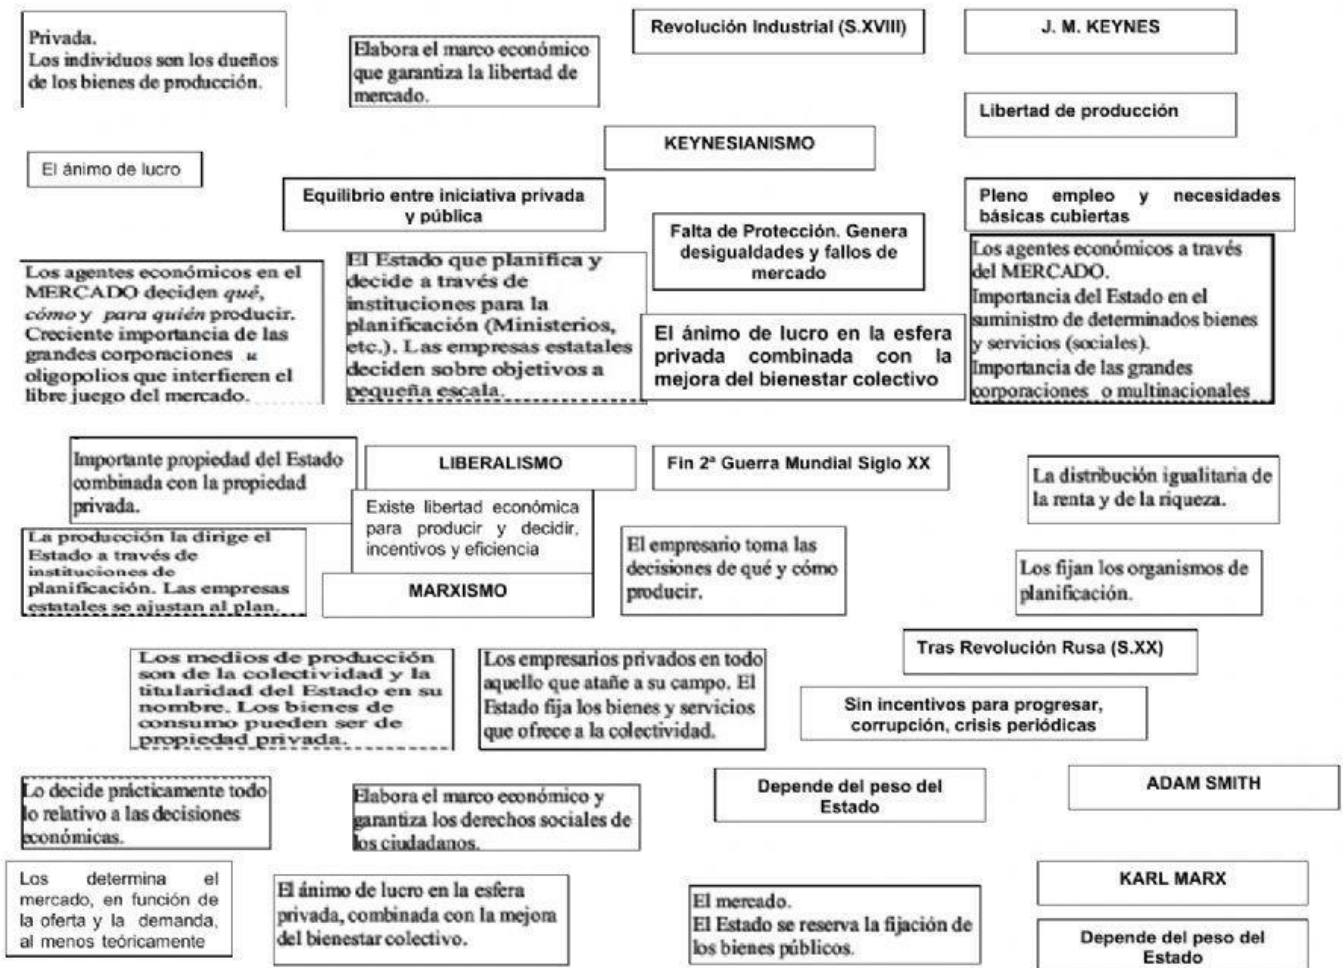 Privada.
Los individuos son los dueños
de los bienes de producción.
Elabora el marco económico
que garantiza la libertad de
mercado.
Revolución Industrial (S.XVIII)
J. M. KEYNES
Libertad de producción
KEYNESIANISMO
El ánimo de lucro
Equilibrio entre iniciativa privada
y pública
Pleno empleo y necesidades
básicas cubiertas
Falta de Protección. Genera
desigualdades y fallos de
mercado
Los agentes económicos en el
MERCADO deciden qué,
cómo y para quién producir.
Creciente importancia de las
grandes corporaciones u
oligopolios que interfieren el
libre juego del mercado.
El Estado que planifica y
decide a través de
instituciones para la
planificación (Ministerios,
etc.). Las empresas estatales
deciden sobre objetivos a
pequeña escala.
El ánimo de lucro en la esfera
privada combinada con la
mejora del bienestar colectivo
Los agentes económicos a través
del MERCADO.
Importancia del Estado en el
suministro de determinados bienes
y servicios (sociales).
Importancia de las grandes
corporaciones o multinacionales
Importante propiedad del Estado
combinada con la propiedad
privada.
LIBERALISMO
Fin 2ª Guerra Mundial Siglo XX
La distribución igualitaria de
la renta y de la riqueza.
Existe libertad económica
para producir y decidir,
incentivos y eficiencia
La producción la dirige el
Estado a través de
instituciones de
planificación. Las empresas
estatales se ajustan al plan.
MARXISMO
El empresario toma las
decisiones de qué y cómo
producir.
Los fijan los organismos de
planificación.
Tras Revolución Rusa (S.XX)
Los medios de producción
son de la colectividad y la
titularidad del Estado en su
nombre. Los bienes de
consumo pueden ser de
propiedad privada.
Los empresarios privados en todo
aquello que atañe a su campo. El
Estado fija los bienes y servicios
que ofrece a la colectividad.
Sin incentivos para progresar,
corrupción, crisis periódicas
Lo decide prácticamente todo
lo relativo a las decisiones
económicas.
Elabora el marco económico y
garantiza los derechos sociales de
los ciudadanos.
Depende del peso del
Estado
ADAM SMITH
Los determina el
mercado, en función de
la oferta y la demanda,
al menos teóricamente
El ánimo de lucro en la esfera
privada, combinada con la mejora
del bienestar colectivo.
El mercado.
El Estado se reserva la fijación de
los bienes públicos.
KARL MARX
Depende del peso del
Estado